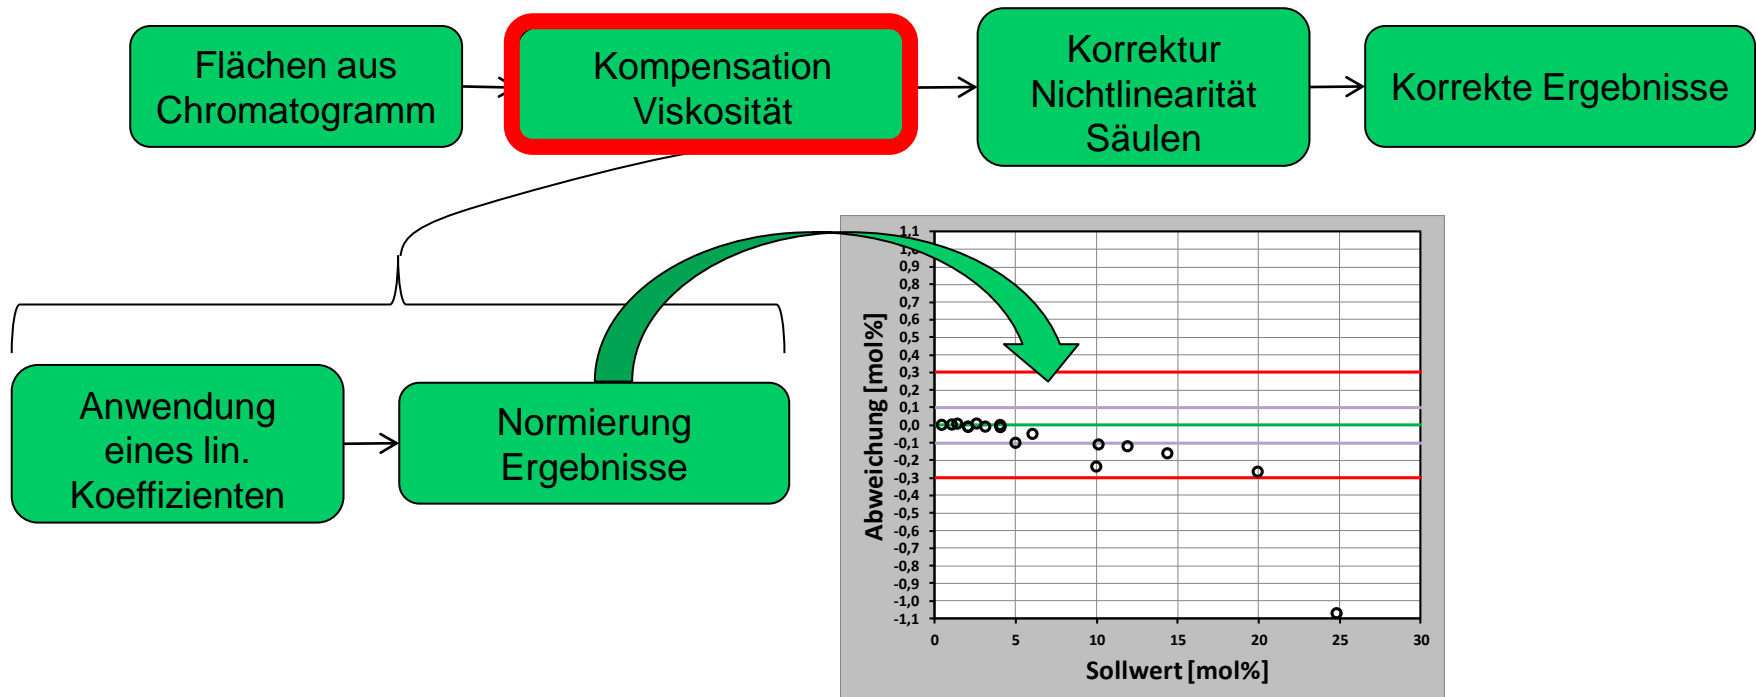 Flächen aus
Chromatogramm
Kompensation
Viskosität
Korrektur
Nichtlinearität
Säulen
Korrekte Ergebnisse
Anwendung
eines lin.
Koeffizienten
Normierung
Ergebnisse
Abweichung [mol%]
1,1
1,0
0,9
0,8
0,7
0,6
0,5
0,4
0,3
0,2
0,1
0,0
-0,1
-0,2
-0,3
-0,4
-0,5
-0,6
-0,7
-0,8
-0,9
-1,0
-1,1
0 5 10 15 20 25 30
Sollwert [mol%]